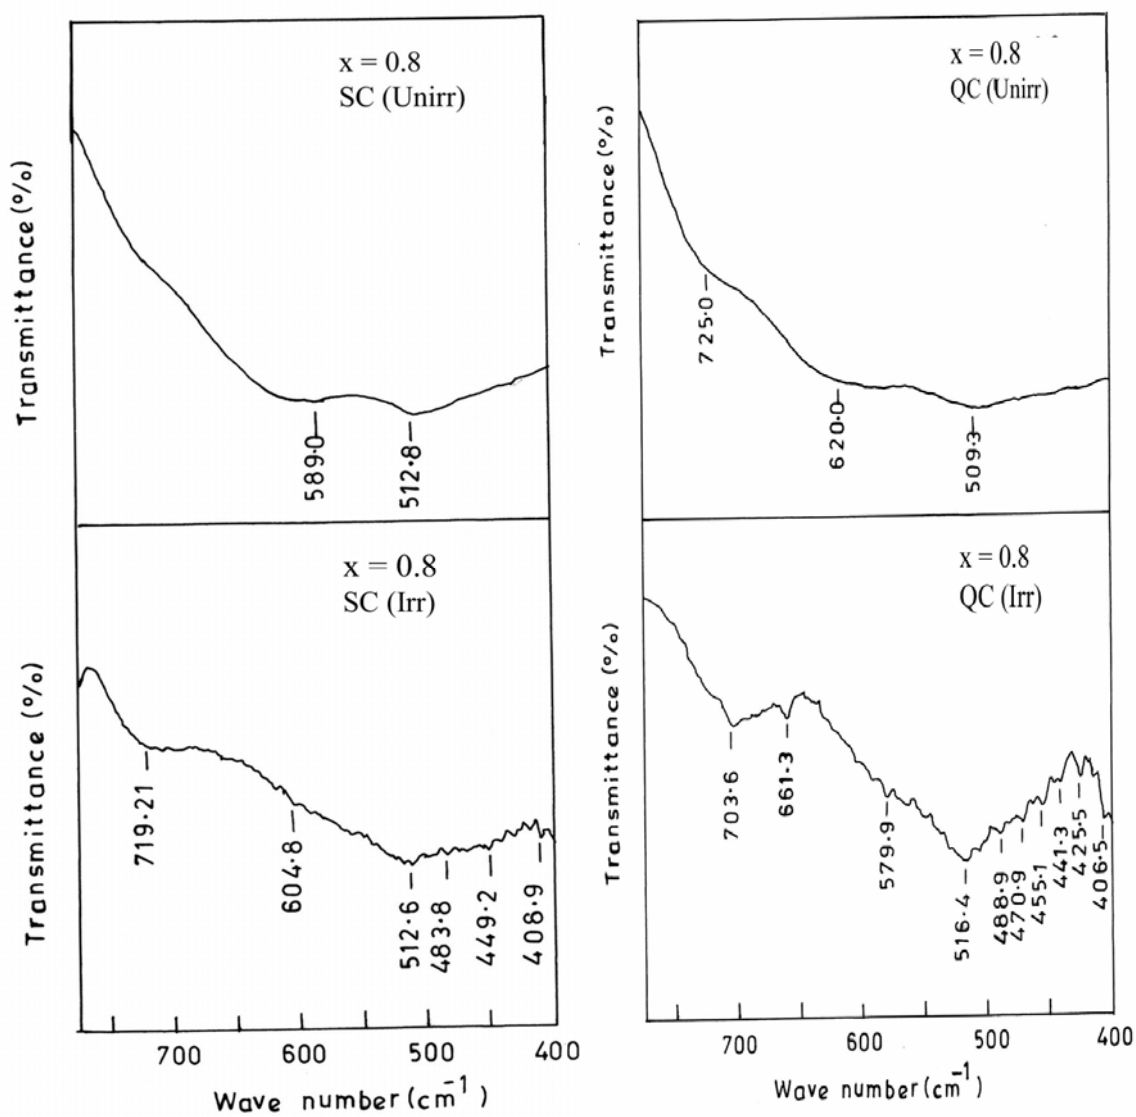 x = 0.8
SC (Unirr)
Transmittance (%)
589·0
512·8
x = 0.8
QC (Unirr)
Transmittance (%)
725·0
620·0
509·3
x = 0.8
SC (Irr)
Transmittance (%)
719·21
604·8
512·6
483·8
449·2
408·9
700
600
500
400
Wave number (cm⁻¹)
x = 0.8
QC (Irr)
Transmittance (%)
703·6
661·3
579·9
516·4
488·9
470·9
455·1
441·3
425·5
406·5
700
600
500
400
Wave number (cm⁻¹)